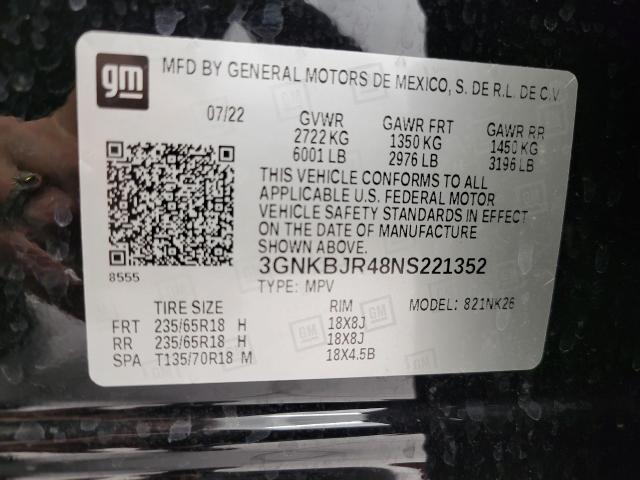 gm
MFD BY GENERAL MOTORS DE MEXICO, S. DE R.L. DE C.V.
07/22 GVWR GAWR FRT GAWR RR
2722 KG 1350 KG 1450 KG
6001 LB 2976 LB 3196 LB
THIS VEHICLE CONFORMS TO ALL
APPLICABLE U.S. FEDERAL MOTOR
VEHICLE SAFETY STANDARDS IN EFFECT
ON THE DATE OF MANUFACTURE
SHOWN ABOVE.
3GNKBJR48NS221352
8555
TYPE: MPV MODEL: 821NK26
TIRE SIZE RIM
FRT 235/65R18 H 18X8J
RR 235/65R18 H 18X8J
SPA T135/70R18 M 18X4.5B